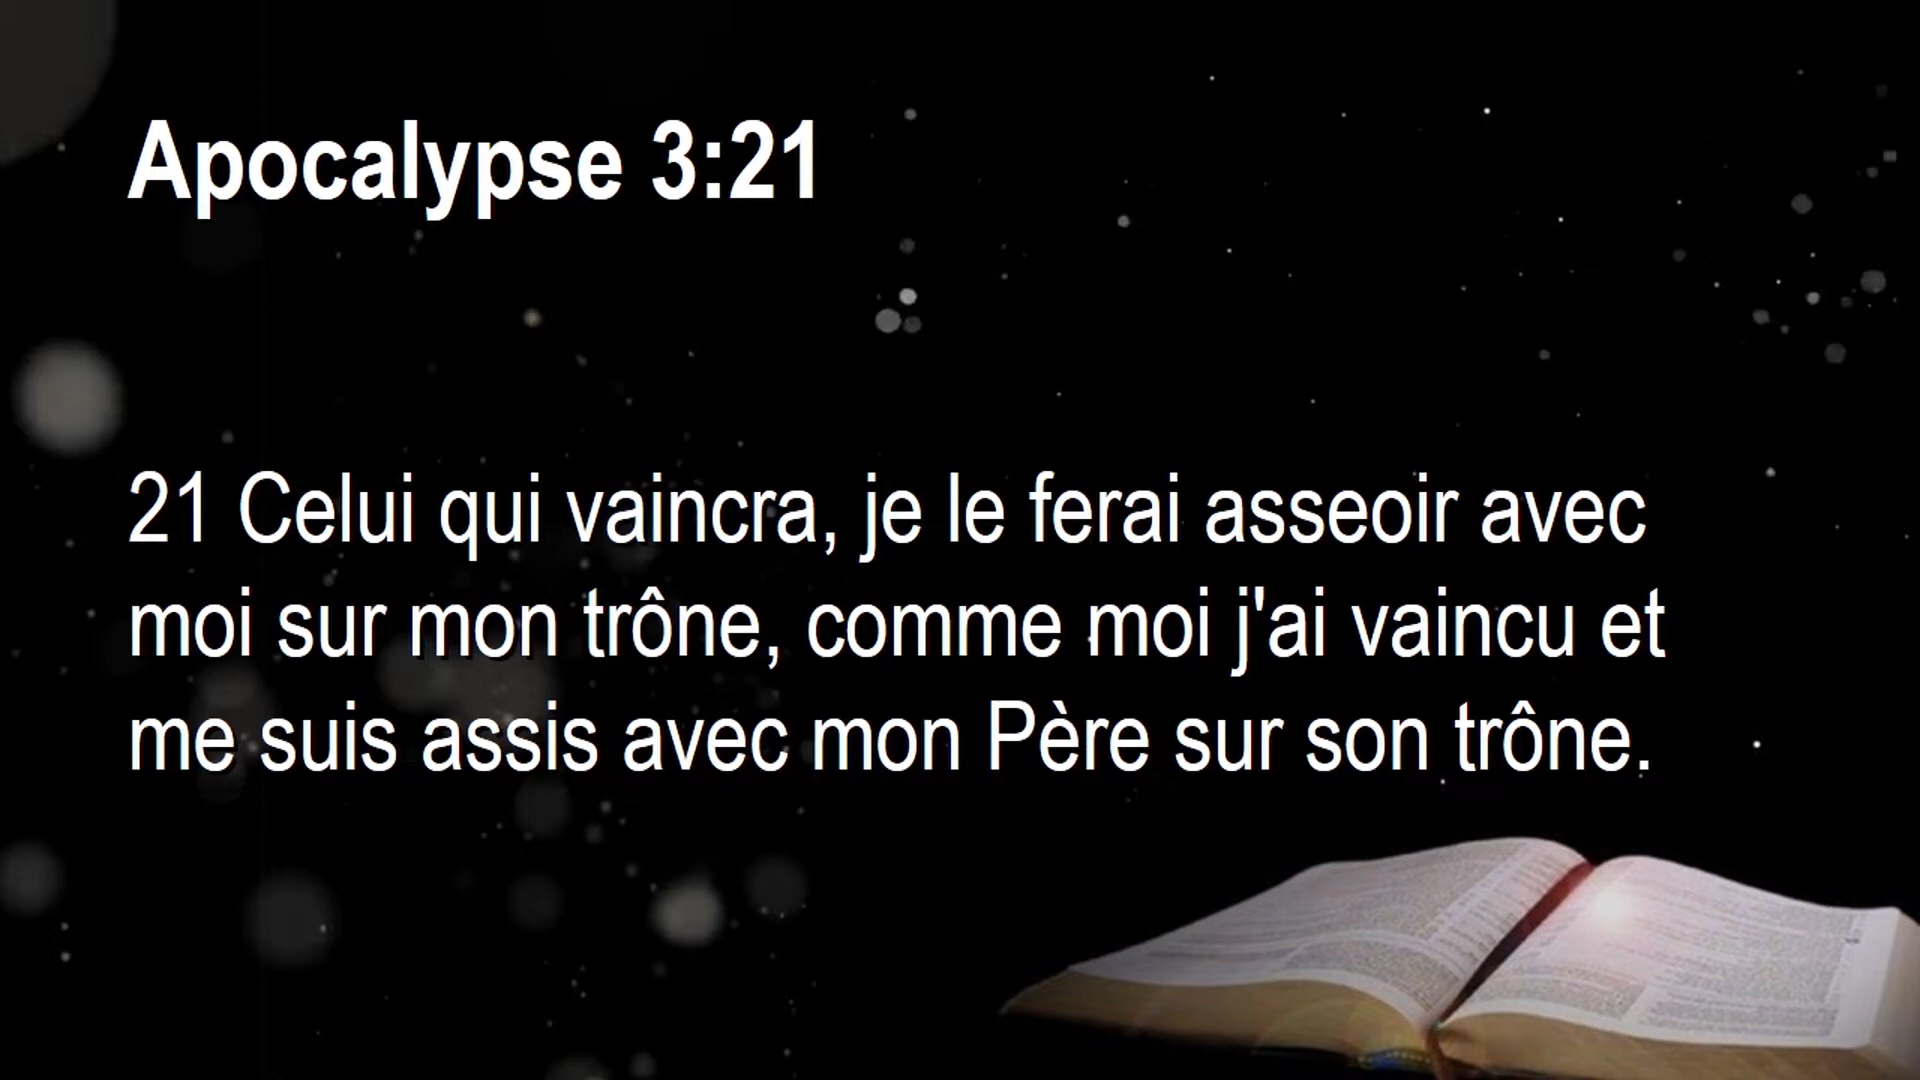 Apocalypse 3:21
21 Celui qui vaincra, je le ferai asseoir avec
moi sur mon trône, comme moi j'ai vaincu et
me suis assis avec mon Père sur son trône.